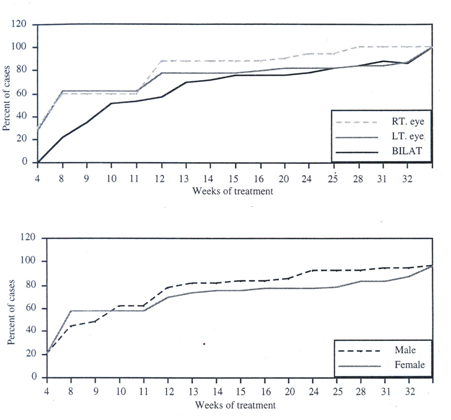 120
100
80
60
40
20
0
Percent of cases
4 8 9 10 11 12 13 14 15 16 20 24 25 28 31 32
Weeks of treatment
RT. eye
LT. eye
BILAT
120
100
80
60
40
20
0
Percent of cases
4 8 9 10 11 12 13 14 15 16 20 24 25 28 31 32
Weeks of treatment
Male
Female